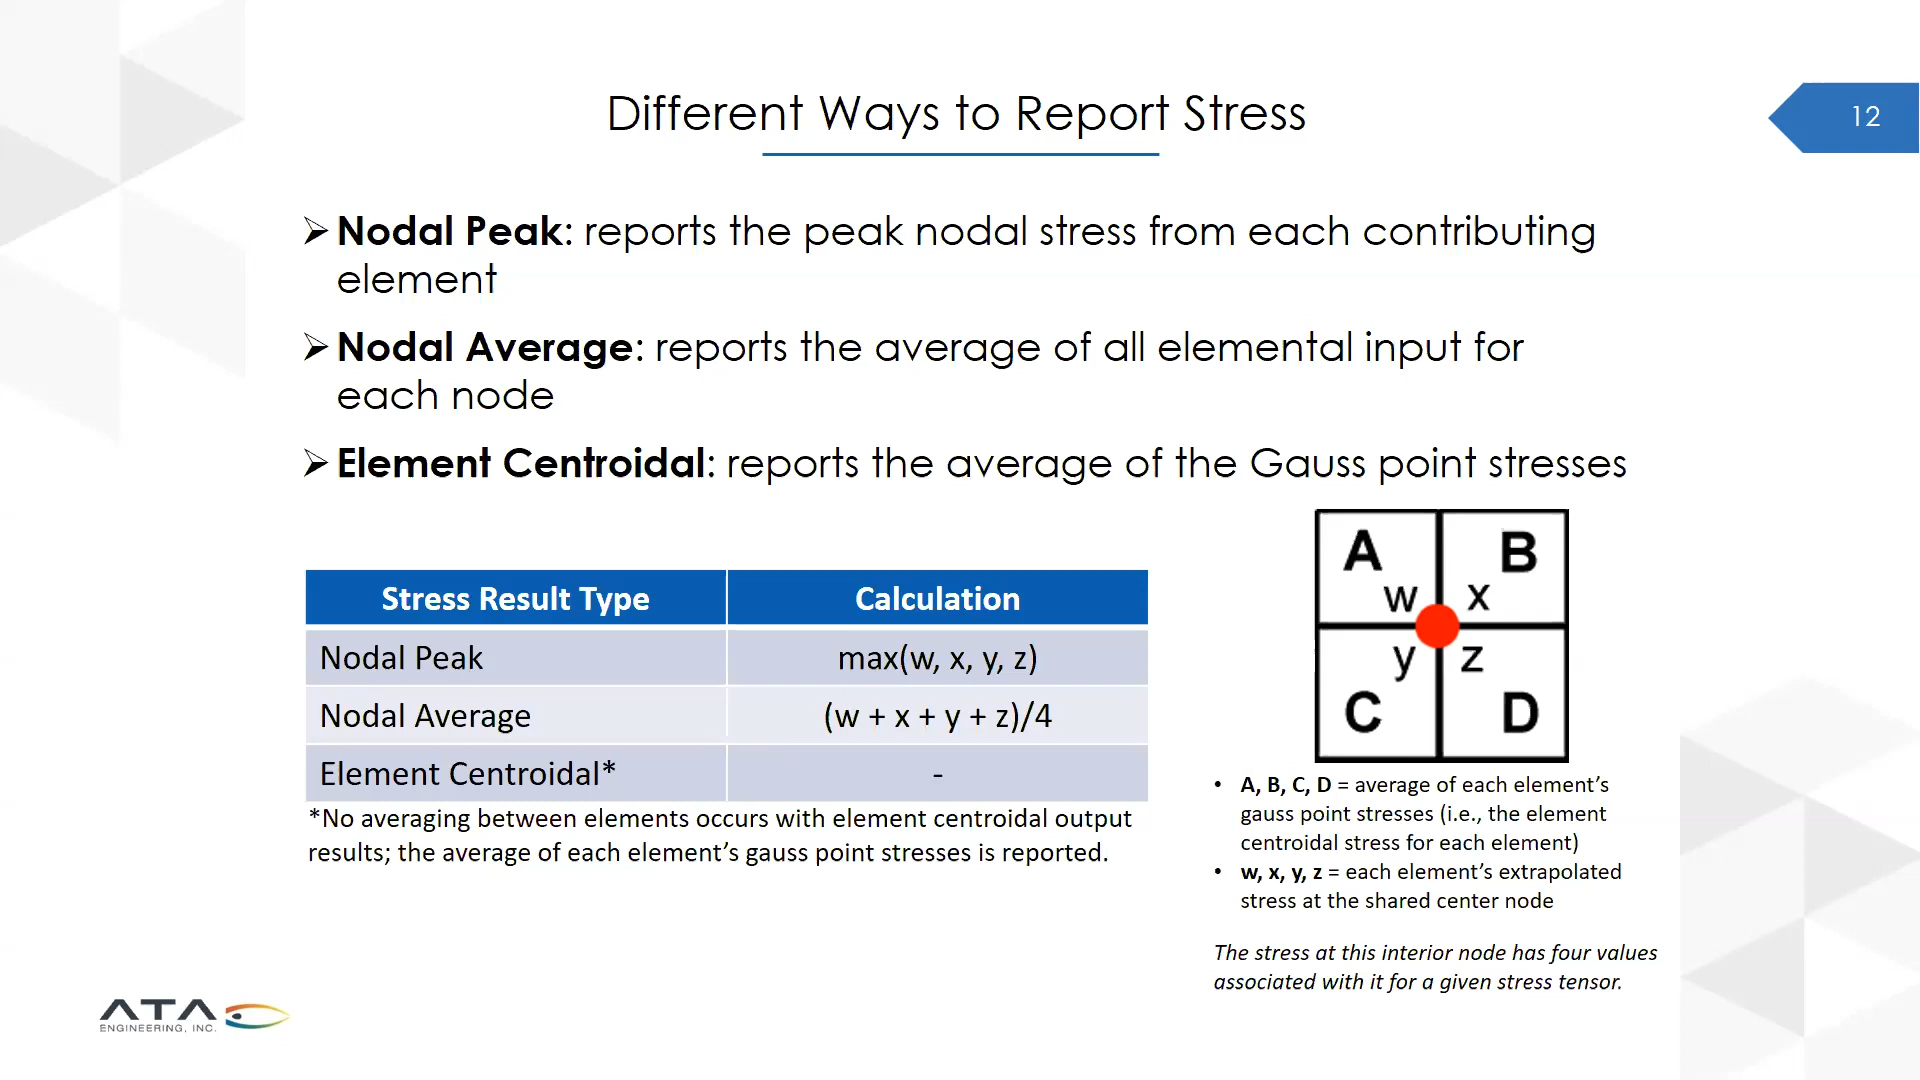 Different Ways to Report Stress
12
➢ Nodal Peak: reports the peak nodal stress from each contributing
element
➢ Nodal Average: reports the average of all elemental input for
each node
➢ Element Centroidal: reports the average of the Gauss point stresses
Stress Result Type Calculation
Nodal Peak max(w, x, y, z)
Nodal Average (w + x + y + z)/4
Element Centroidal* -
*No averaging between elements occurs with element centroidal output
results; the average of each element’s gauss point stresses is reported.
A B
w x
y z
C D
• A, B, C, D = average of each element’s
gauss point stresses (i.e., the element
centroidal stress for each element)
• w, x, y, z = each element’s extrapolated
stress at the shared center node
The stress at this interior node has four values
associated with it for a given stress tensor.
ATA
ENGINEERING, INC.